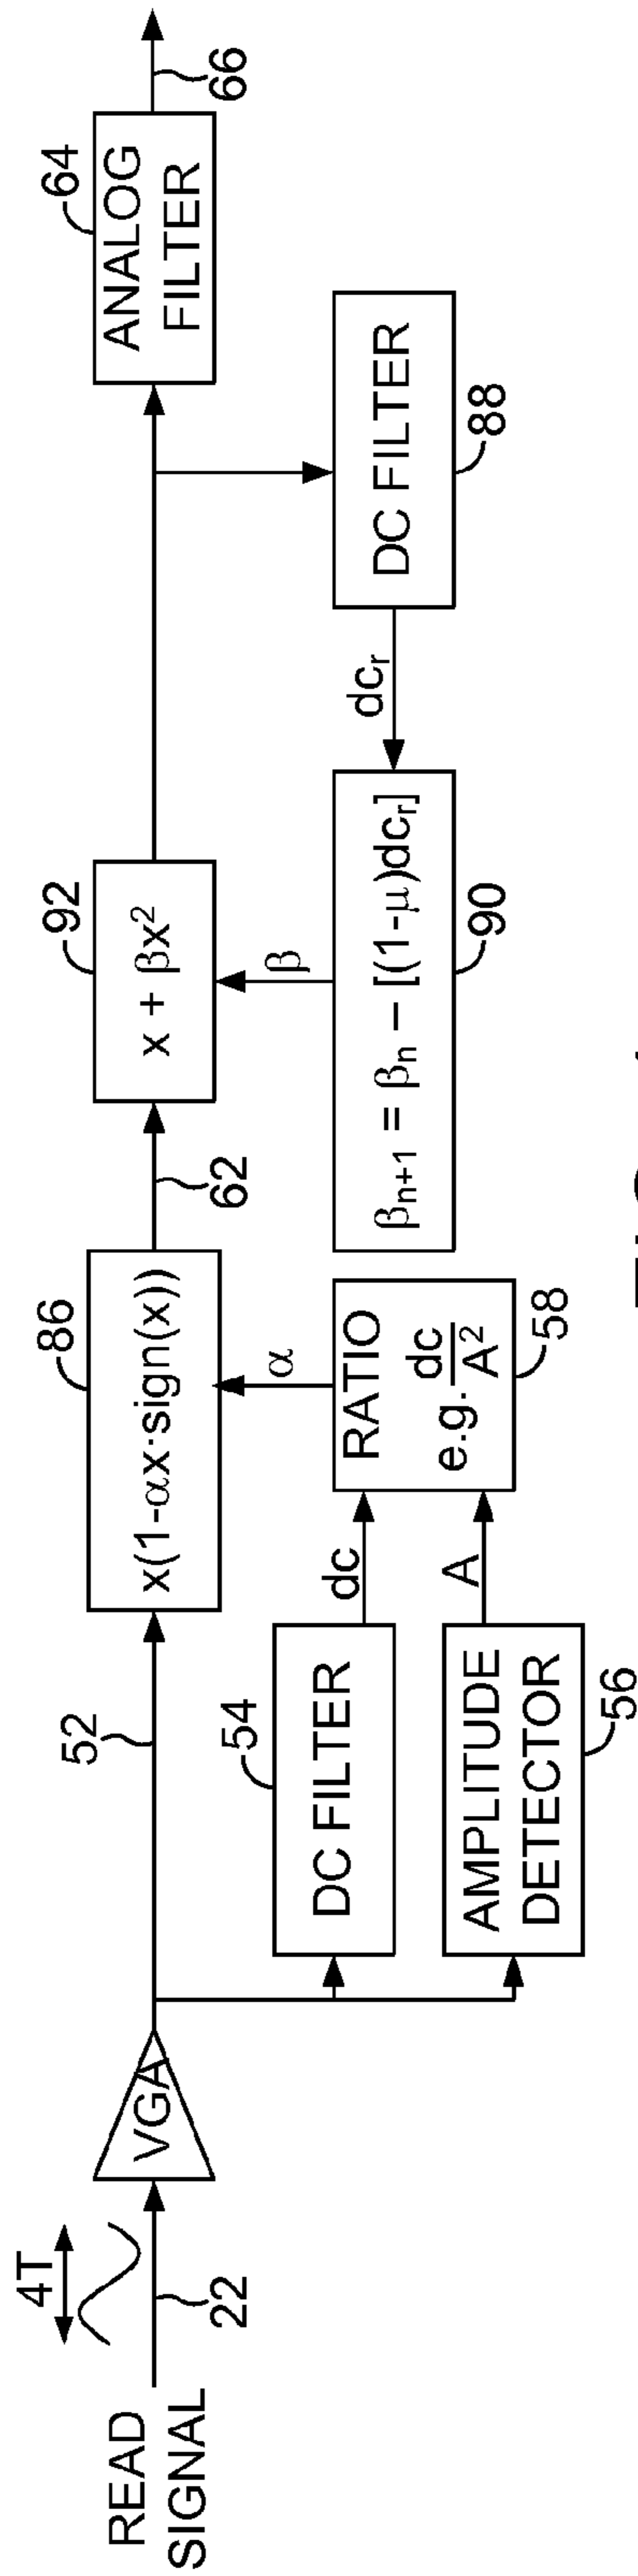 READ
SIGNAL
4T
22
VGA
52
54
DC FILTER
dc
AMPLITUDE
DETECTOR
56
A
RATIO
e.g. dc
A²
58
α
86
x(1-αx·sign(x))
62
92
x + βx²
β
βₙ₊₁ = βₙ – [(1-μ)dcᵣ]
90
dcᵣ
DC FILTER
88
64
ANALOG
FILTER
66